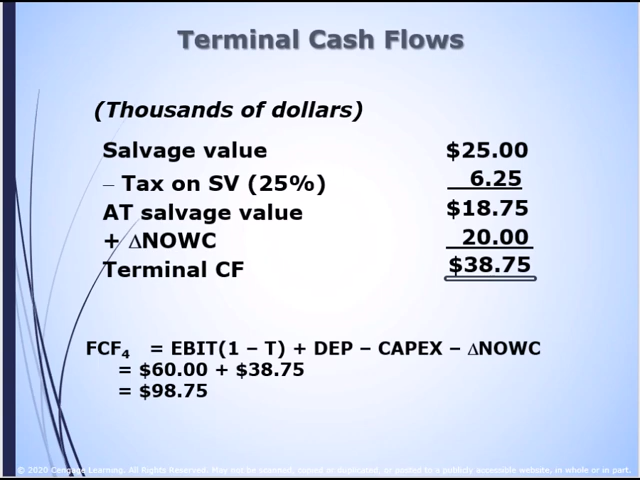 Terminal Cash Flows
(Thousands of dollars)
Salvage value $25.00
– Tax on SV (25%) 6.25
AT salvage value $18.75
+ ∆NOWC 20.00
Terminal CF $38.75
FCF₄ = EBIT(1 – T) + DEP – CAPEX – ∆NOWC
= $60.00 + $38.75
= $98.75
© 2020 Cengage Learning. All Rights Reserved. May not be scanned, copied or duplicated, or posted to a publicly accessible website, in whole or in part.